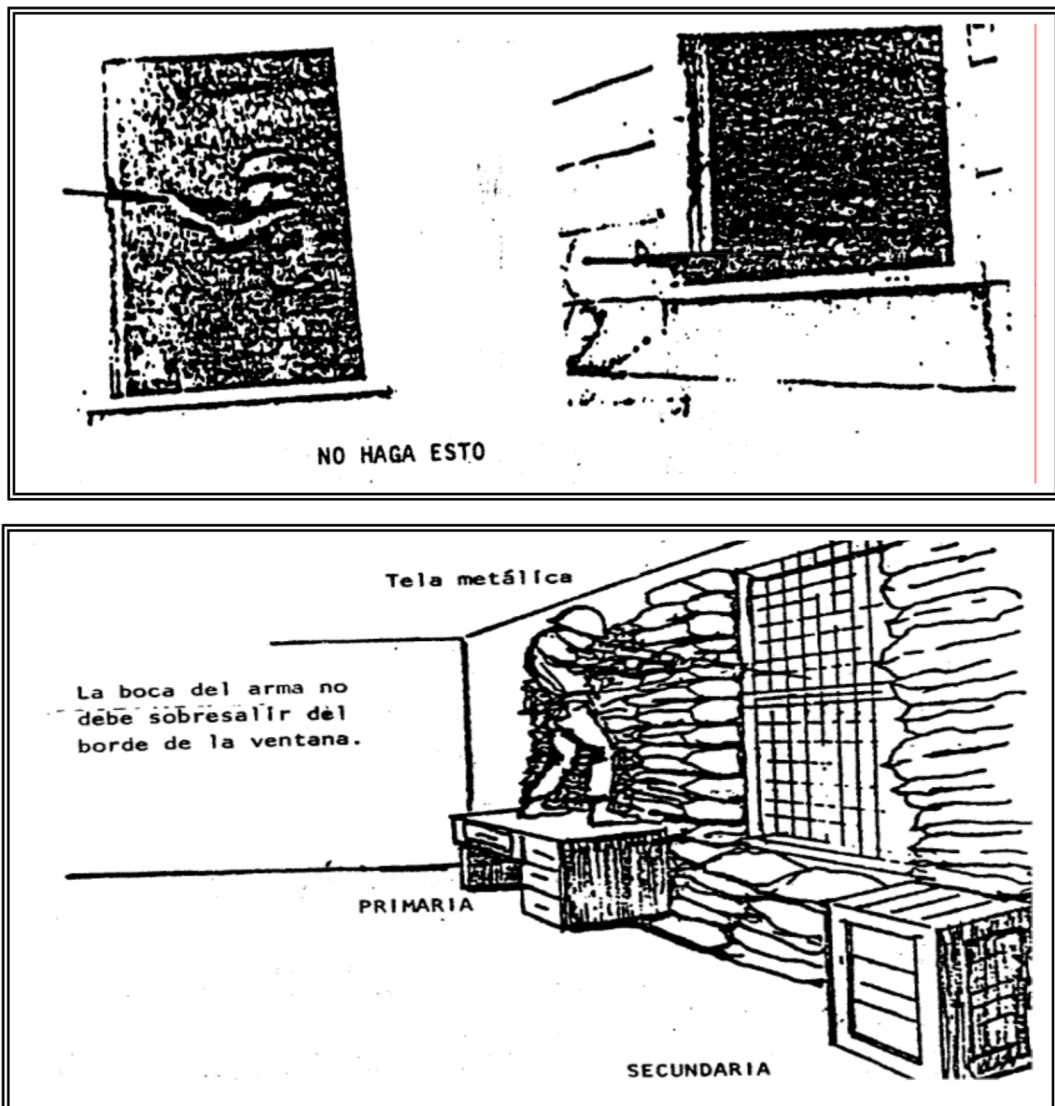 NO HAGA ESTO
Tela metálica
La boca del arma no
debe sobresalir del
borde de la ventana.
PRIMARIA
SECUNDARIA